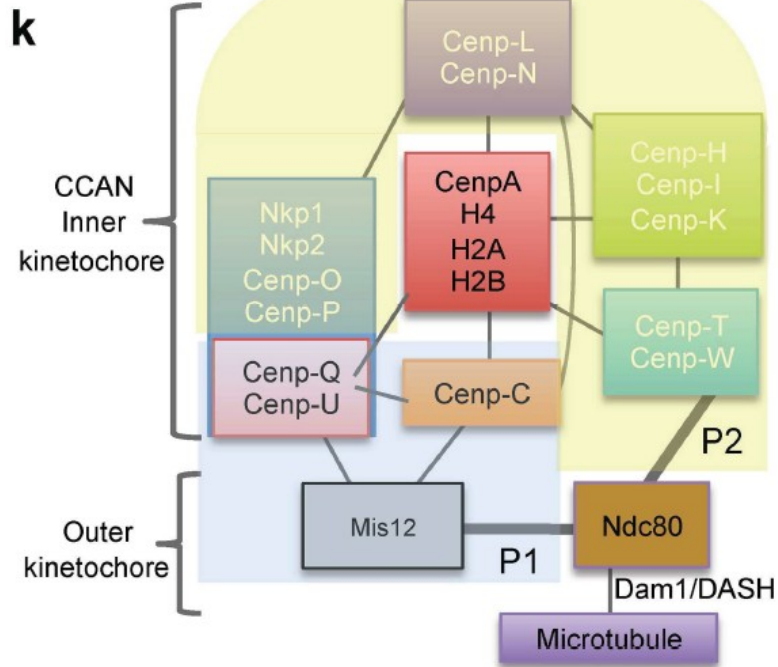 k
Cenp-L
Cenp-N
CCAN
Inner
kinetochore
Nkp1
Nkp2
Cenp-O
Cenp-P
CenpA
H4
H2A
H2B
Cenp-H
Cenp-I
Cenp-K
Cenp-T
Cenp-W
Cenp-Q
Cenp-U
Cenp-C
P2
Outer
kinetochore
Mis12
P1
Ndc80
Dam1/DASH
Microtubule